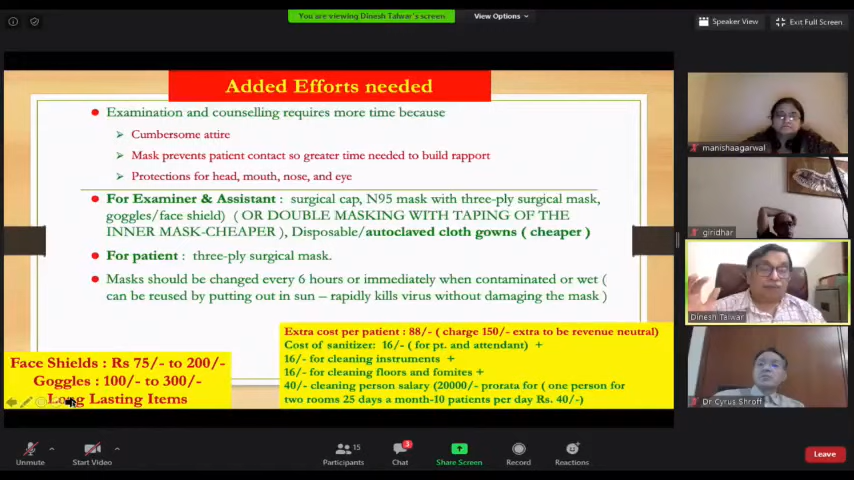 You are viewing Dinesh Talwar's screen
View Options
Speaker View
Exit Full Screen
Added Efforts needed
Examination and counselling requires more time because
Cumbersome attire
Mask prevents patient contact so greater time needed to build rapport
Protections for head, mouth, nose, and eye
For Examiner & Assistant : surgical cap, N95 mask with three-ply surgical mask,
goggles/face shield) ( OR DOUBLE MASKING WITH TAPING OF THE
INNER MASK-CHEAPER ), Disposable/autoclaved cloth gowns ( cheaper )
For patient : three-ply surgical mask.
Masks should be changed every 6 hours or immediately when contaminated or wet (
can be reused by putting out in sun – rapidly kills virus without damaging the mask )
Extra cost per patient : 88/- ( charge 150/- extra to be revenue neutral)
Cost of sanitizer: 16/- ( for pt. and attendant) +
16/- for cleaning instruments +
16/- for cleaning floors and fomites +
40/- cleaning person salary (20000/- prorata for ( one person for
two rooms 25 days a month-10 patients per day Rs. 40/-)
Face Shields : Rs 75/- to 200/-
Goggles : 100/- to 300/-
Long Lasting Items
manishaagarwal
giridhar
Dinesh Talwar
Dr Cyrus Shroff
Unmute
Start Video
15
Participants
3
Chat
Share Screen
Record
Reactions
Leave